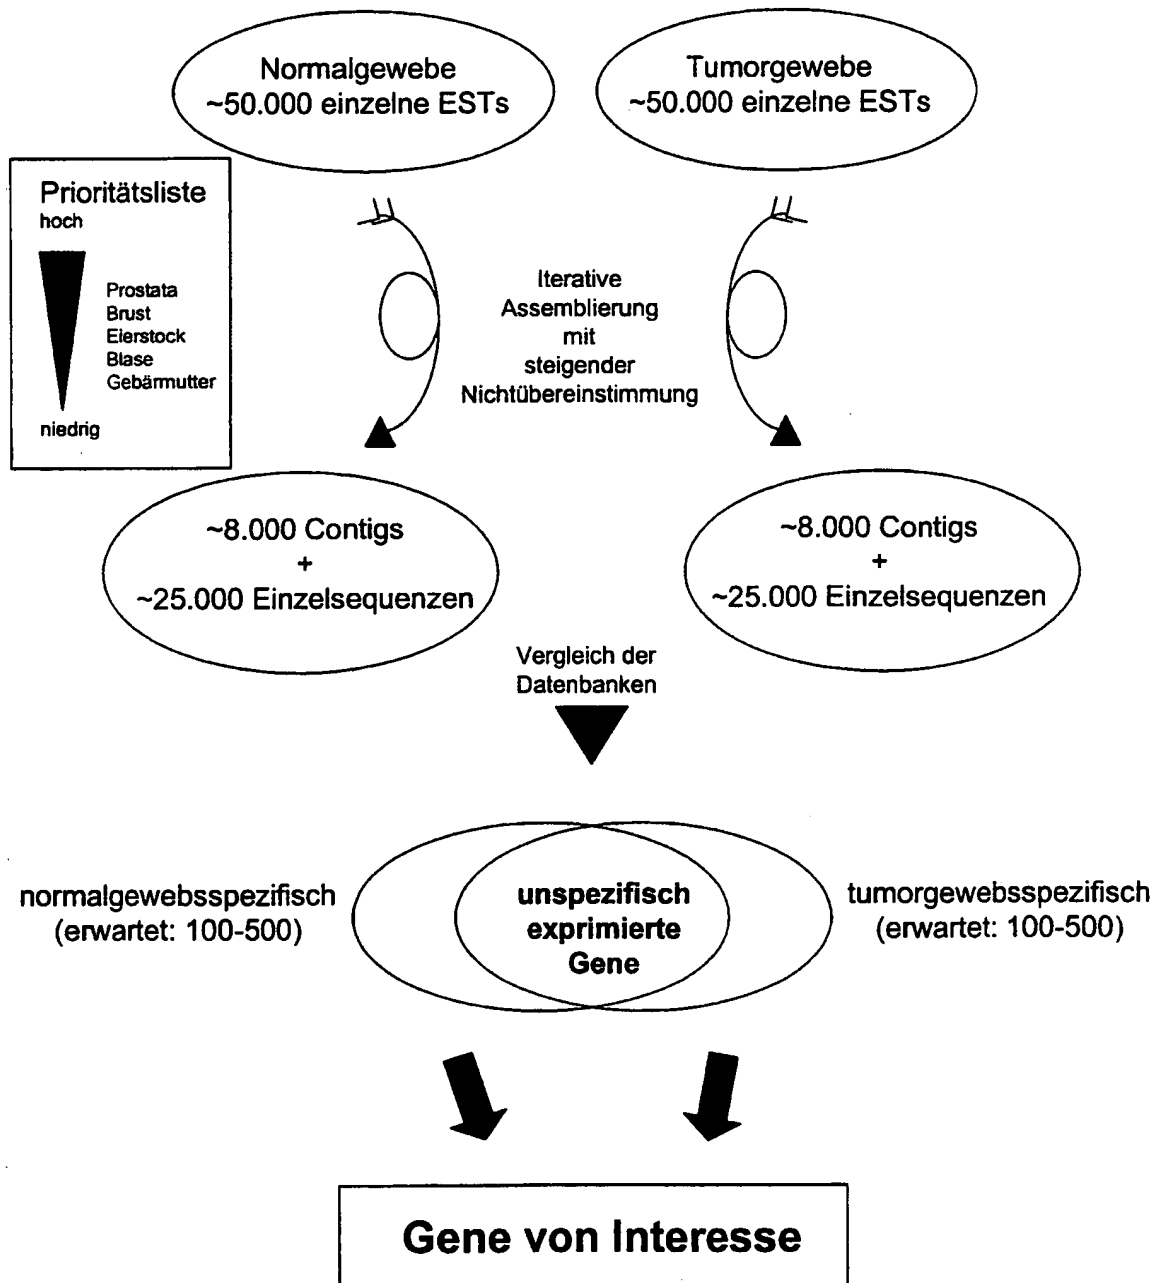 Normalgewebe
~50.000 einzelne ESTs
Tumorgewebe
~50.000 einzelne ESTs
Prioritätsliste
hoch
Prostata
Brust
Eierstock
Blase
Gebärmutter
niedrig
Iterative
Assemblierung
mit
steigender
Nichtübereinstimmung
~8.000 Contigs
+
~25.000 Einzelsequenzen
~8.000 Contigs
+
~25.000 Einzelsequenzen
Vergleich der
Datenbanken
normalgewebsspezifisch
(erwartet: 100-500)
unspezifisch
exprimierte
Gene
tumorgewebsspezifisch
(erwartet: 100-500)
Gene von Interesse